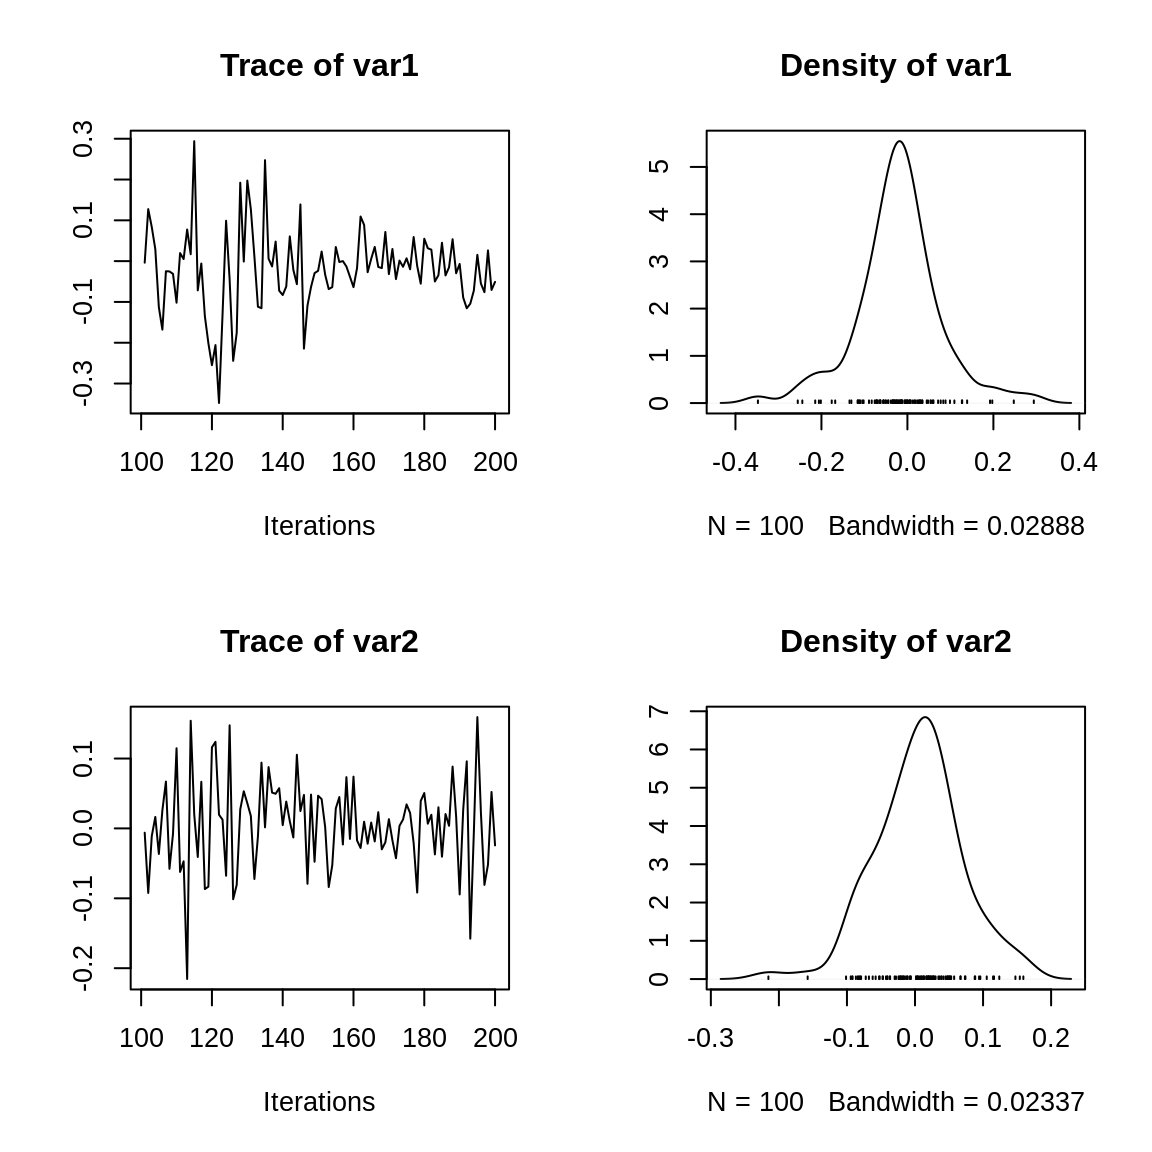 Trace of var1
0.3
0.1
-0.1
-0.3
100 120 140 160 180 200
Iterations
Density of var1
5
4
3
2
1
0
-0.4 -0.2 0.0 0.2 0.4
N = 100 Bandwidth = 0.02888
Trace of var2
0.1
0.0
-0.1
-0.2
100 120 140 160 180 200
Iterations
Density of var2
7
6
5
4
3
2
1
0
-0.3 -0.1 0.0 0.1 0.2
N = 100 Bandwidth = 0.02337